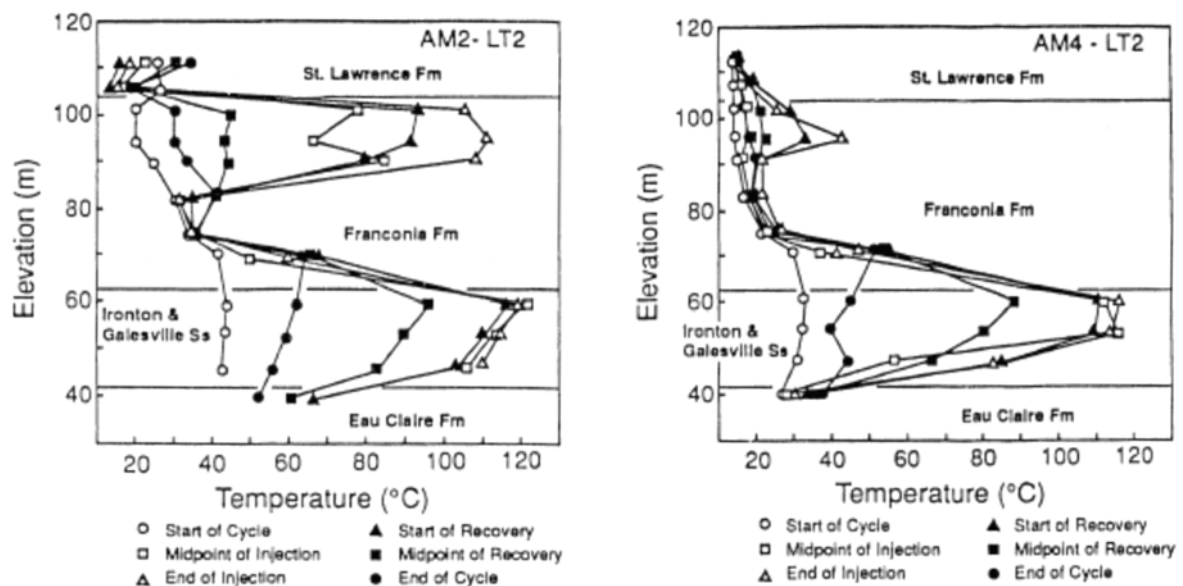 AM2- LT2
120
100
80
60
40
Elevation (m)
St. Lawrence Fm
Franconia Fm
Ironton &
Galesville Ss
Eau Claire Fm
20 40 60 80 100 120
Temperature (°C)
○ Start of Cycle ▲ Start of Recovery
□ Midpoint of Injection ■ Midpoint of Recovery
△ End of Injection ● End of Cycle
AM4 - LT2
120
100
80
60
40
Elevation (m)
St. Lawrence Fm
Franconia Fm
Ironton &
Galesville Ss
Eau Claire Fm
20 40 60 80 100 120
Temperature (°C)
○ Start of Cycle ▲ Start of Recovery
□ Midpoint of Injection ■ Midpoint of Recovery
△ End of Injection ● End of Cycle